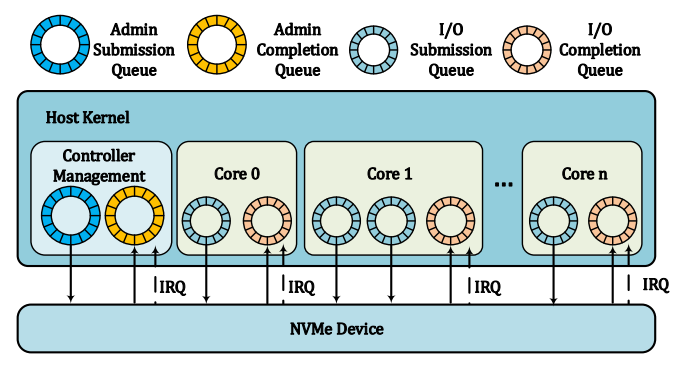 Admin
Submission
Queue
Admin
Completion
Queue
I/O
Submission
Queue
I/O
Completion
Queue
Host Kernel
Controller
Management
Core 0
Core 1
...
Core n
IRQ
IRQ
IRQ
IRQ
NVMe Device